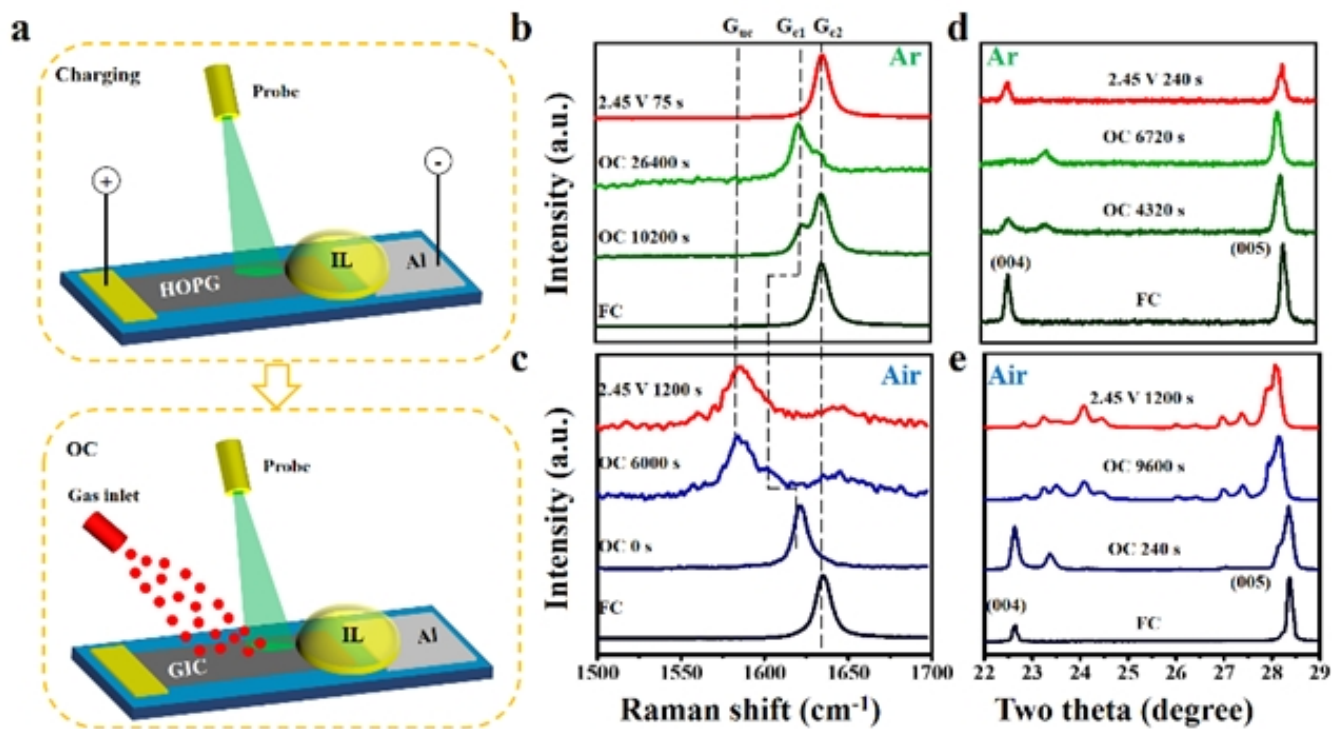 a
Charging
Probe
+
-
HOPG
IL
Al
OC
Gas inlet
Probe
GIC
IL
Al
b
G_uc G_c1 G_c2
Ar
2.45 V 75 s
OC 26400 s
OC 10200 s
FC
Intensity (a.u.)
c
Air
2.45 V 1200 s
OC 6000 s
OC 0 s
FC
Intensity (a.u.)
1500 1550 1600 1650 1700
Raman shift (cm⁻¹)
d
Ar
2.45 V 240 s
OC 6720 s
OC 4320 s
(004)
(005)
FC
e
Air
2.45 V 1200 s
OC 9600 s
OC 240 s
(004)
(005)
FC
22 23 24 25 26 27 28 29
Two theta (degree)